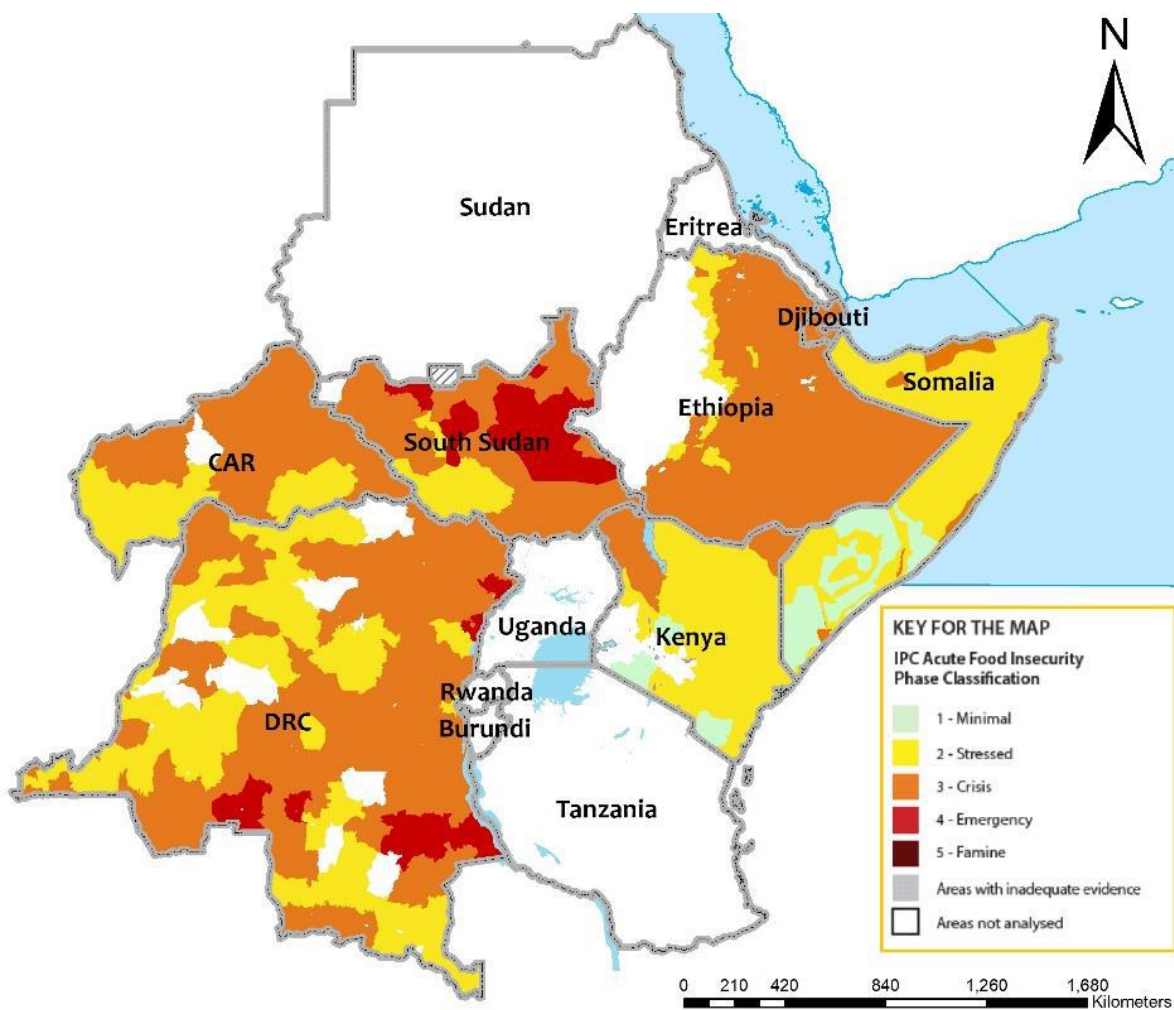 N
Sudan
Eritrea
Djibouti
Somalia
Ethiopia
South Sudan
CAR
Uganda
Kenya
Rwanda
DRC
Burundi
Tanzania
KEY FOR THE MAP
IPC Acute Food Insecurity
Phase Classification
1 - Minimal
2 - Stressed
3 - Crisis
4 - Emergency
5 - Famine
Areas with inadequate evidence
Areas not analysed
0 210 420 840 1,260 1,680
Kilometers